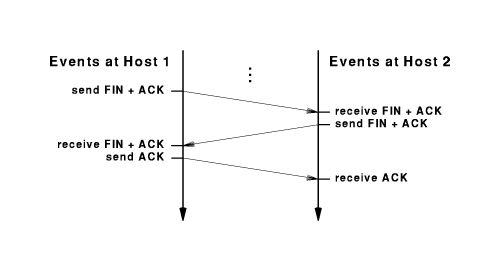 Events at Host 1
Events at Host 2
send FIN + ACK
receive FIN + ACK
send FIN + ACK
receive FIN + ACK
send ACK
receive ACK